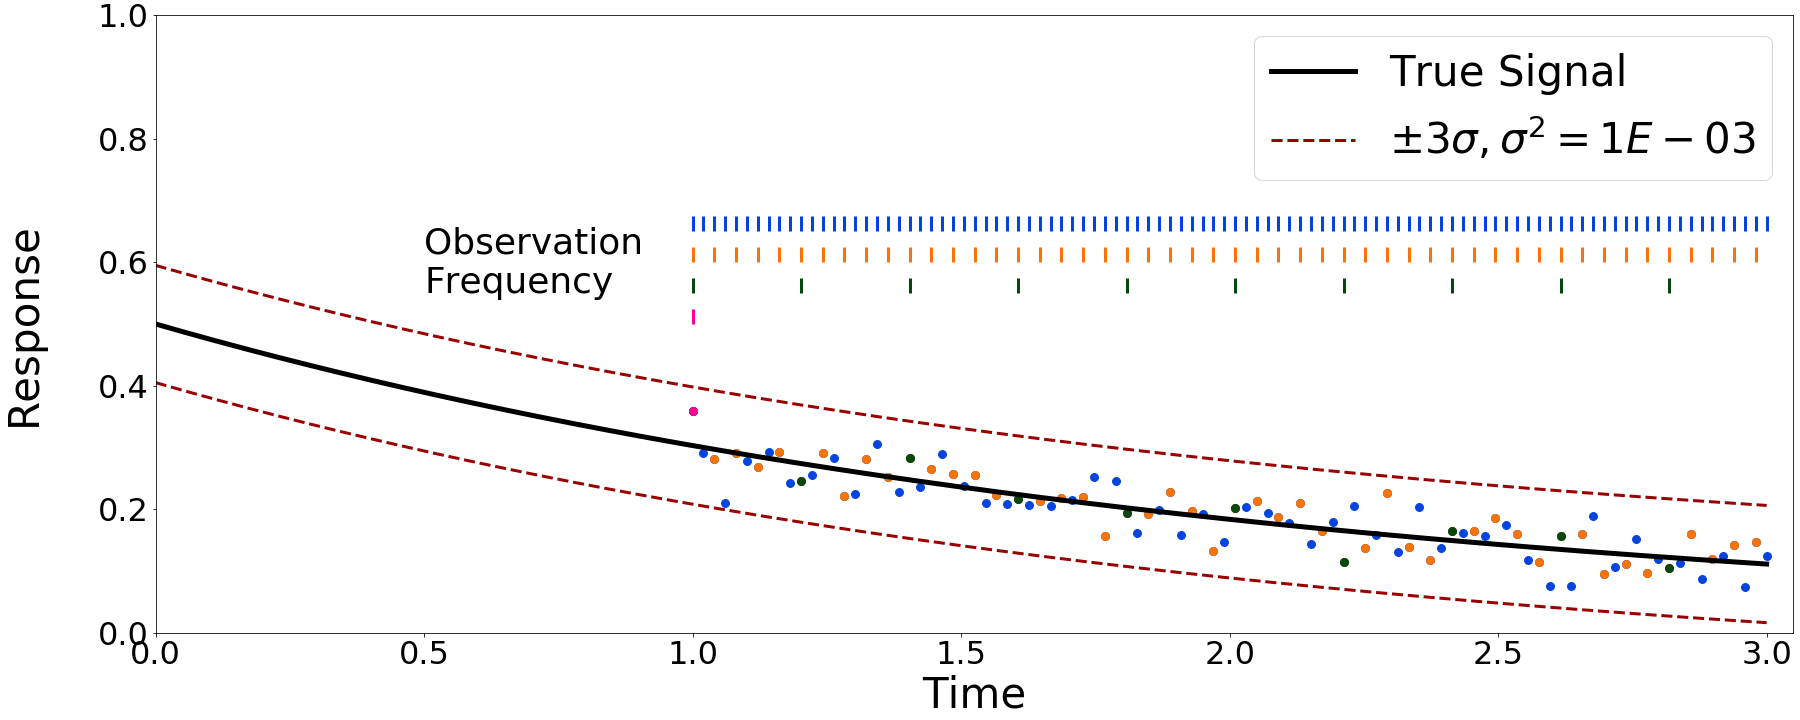 1.0
0.8
0.6
0.4
0.2
0.0
Response
Observation
Frequency
True Signal
±3σ, σ² = 1E − 03
0.0 0.5 1.0 1.5 2.0 2.5 3.0
Time